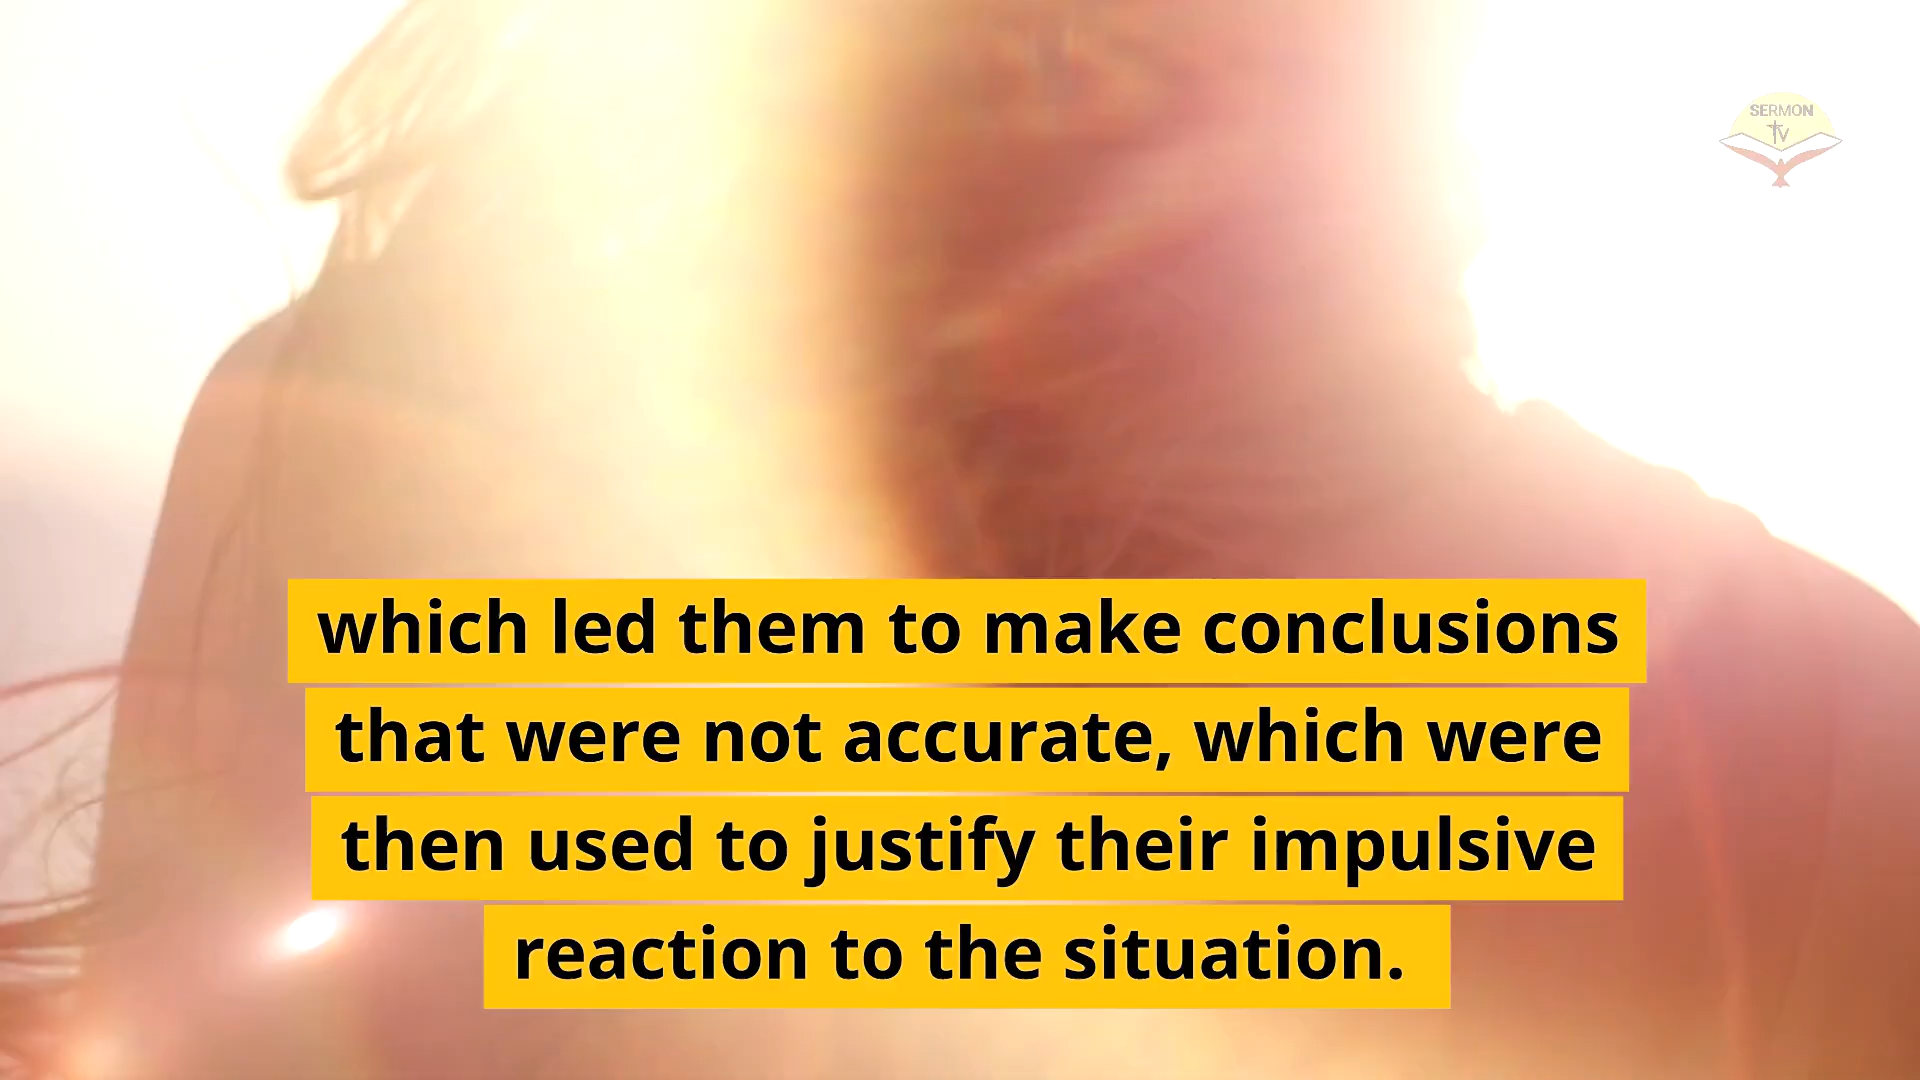 SERMON
TV
which led them to make conclusions
that were not accurate, which were
then used to justify their impulsive
reaction to the situation.